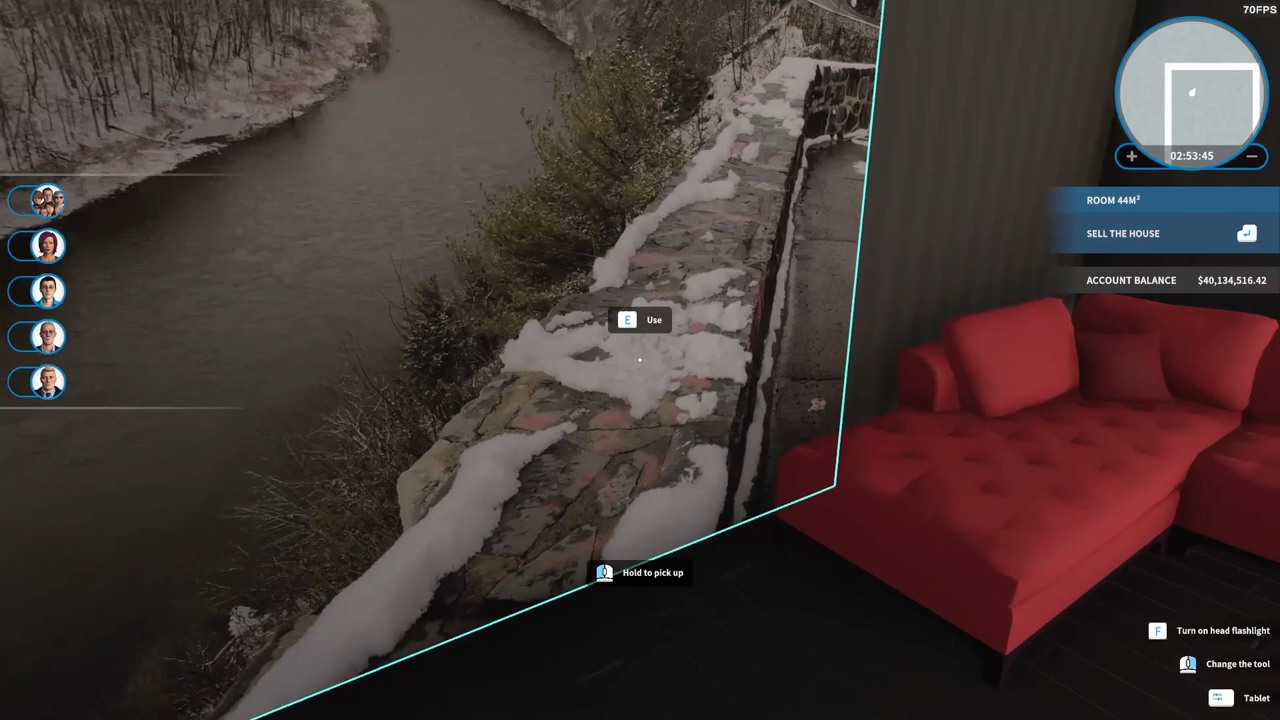 70FPS
02:53:45
ROOM 44M²
SELL THE HOUSE
ACCOUNT BALANCE $40,134,516.42
E Use
Hold to pick up
F Turn on head flashlight
Change the tool
Tablet